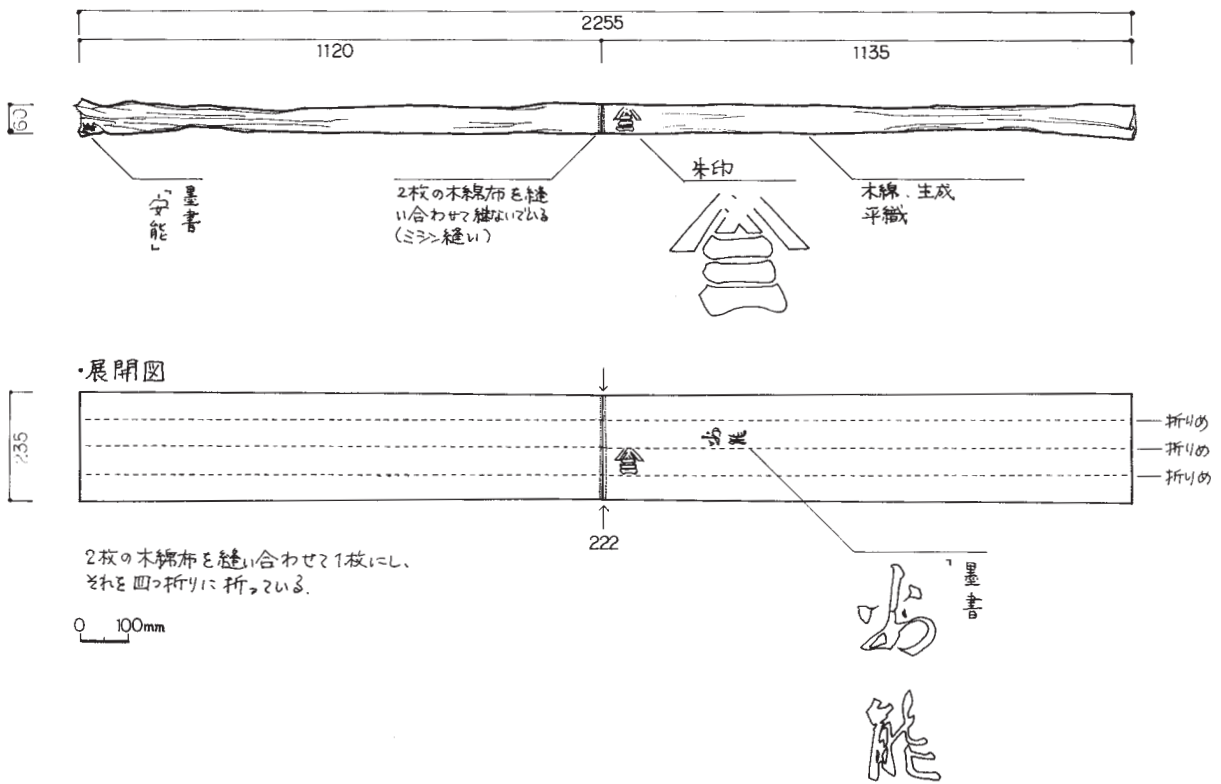 2255
1120
1135
60
墨書
「安能」
2枚の木綿布を縫
い合わせて継ないでいる
(ミシン縫い)
朱印
木綿.生成
平織
・展開図
235
折りめ
折りめ
折りめ
222
2枚の木綿布を縫い合わせて1枚にし、
それを四つ折りに折っている.
0 100mm
墨書
「安
能